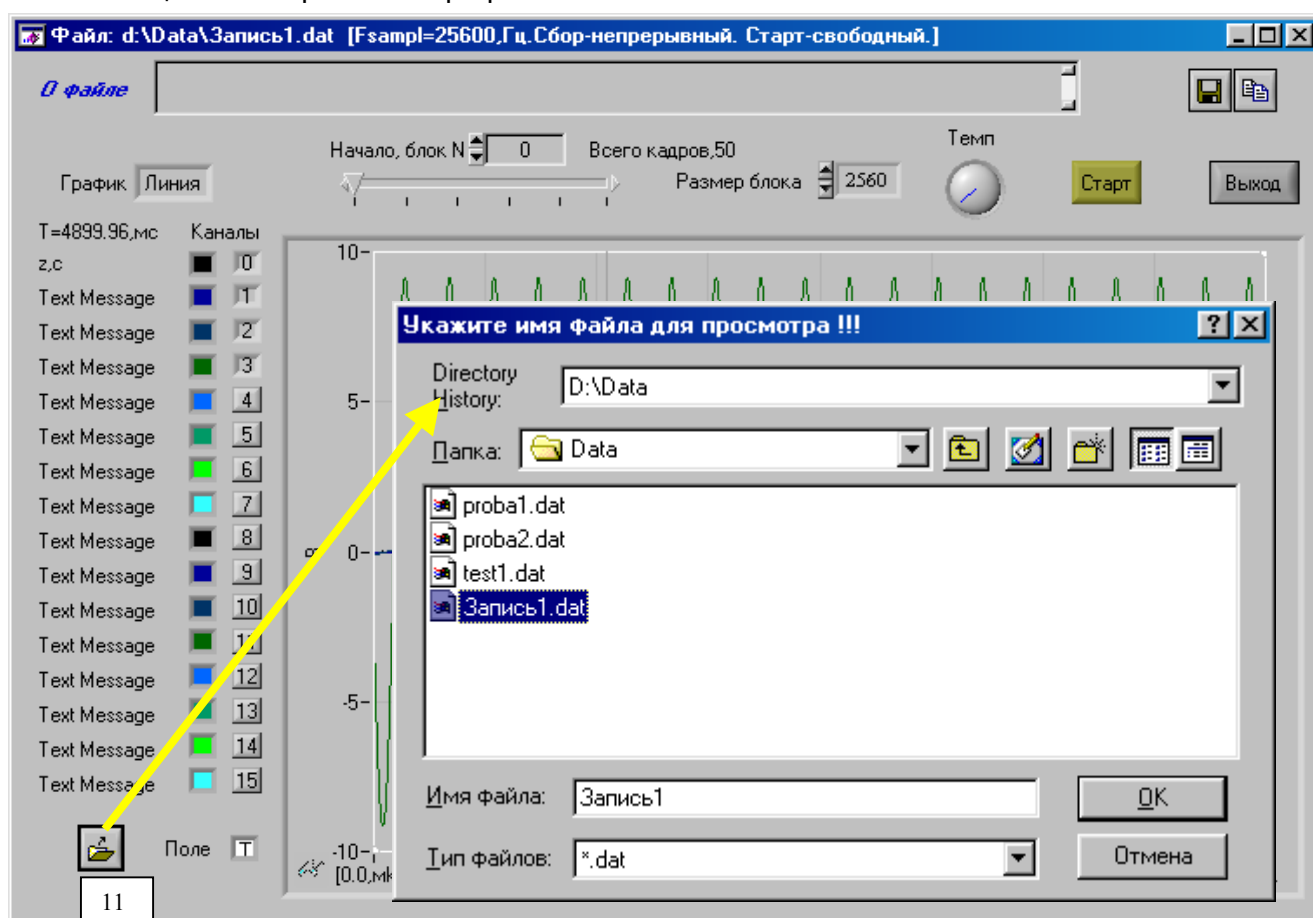 Файл: d:\Data\Запись1.dat [Fsampl=25600,Гц.Сбор-непрерывный. Старт-свободный.]
О файле
Начало, блок N 0 Всего кадров,50 Темп
График Линия Размер блока 2560 Старт Выход
T=4899.96,мс Каналы
z,c 0
Text Message 1
Text Message 2
Text Message 3
Text Message 4
Text Message 5
Text Message 6
Text Message 7
Text Message 8
Text Message 9
Text Message 10
Text Message 11
Text Message 12
Text Message 13
Text Message 14
Text Message 15
Поле T
11
10
5
0
-5
-10
Укажите имя файла для просмотра !!!
Directory History: D:\Data
Папка: Data
proba1.dat
proba2.dat
test1.dat
Запись1.dat
Имя файла: Запись1 OK
Тип файлов: *.dat Отмена